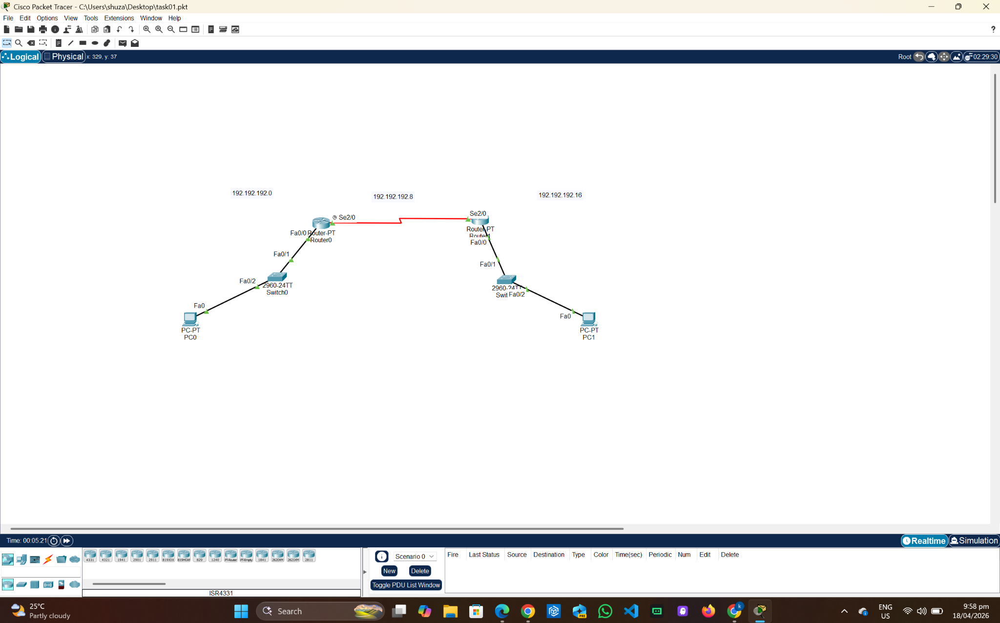 Cisco Packet Tracer - C:\Users\shuza\Desktop\task01.pkt
File Edit Options View Tools Extensions Window Help
?
Logical Physical x: 329, y: 37 Root 02:29:30
192.192.192.0
192.192.192.8
192.192.192.16
Se2/0
Se2/0
Fa0/0 Router-PT
Router0
Router-PT
Router1
Fa0/0
Fa0/1
Fa0/1
Fa0/2
2960-24TT
Switch0
2960-24TT
Swit Fa0/2
Fa0
PC-PT
PC0
Fa0
PC-PT
PC1
Time: 00:05:21 Realtime Simulation
4331 4321 1941 2901 2911 819IOX 819HGW 829 1240 PT-Router PT-Empty 1841 2620XM 2621XM 2811
ISR4331
Scenario 0
New Delete
Toggle PDU List Window
Fire Last Status Source Destination Type Color Time(sec) Periodic Num Edit Delete
25°C
Partly cloudy
Search
PRE
k
ENG
US
9:58 pm
18/04/2026